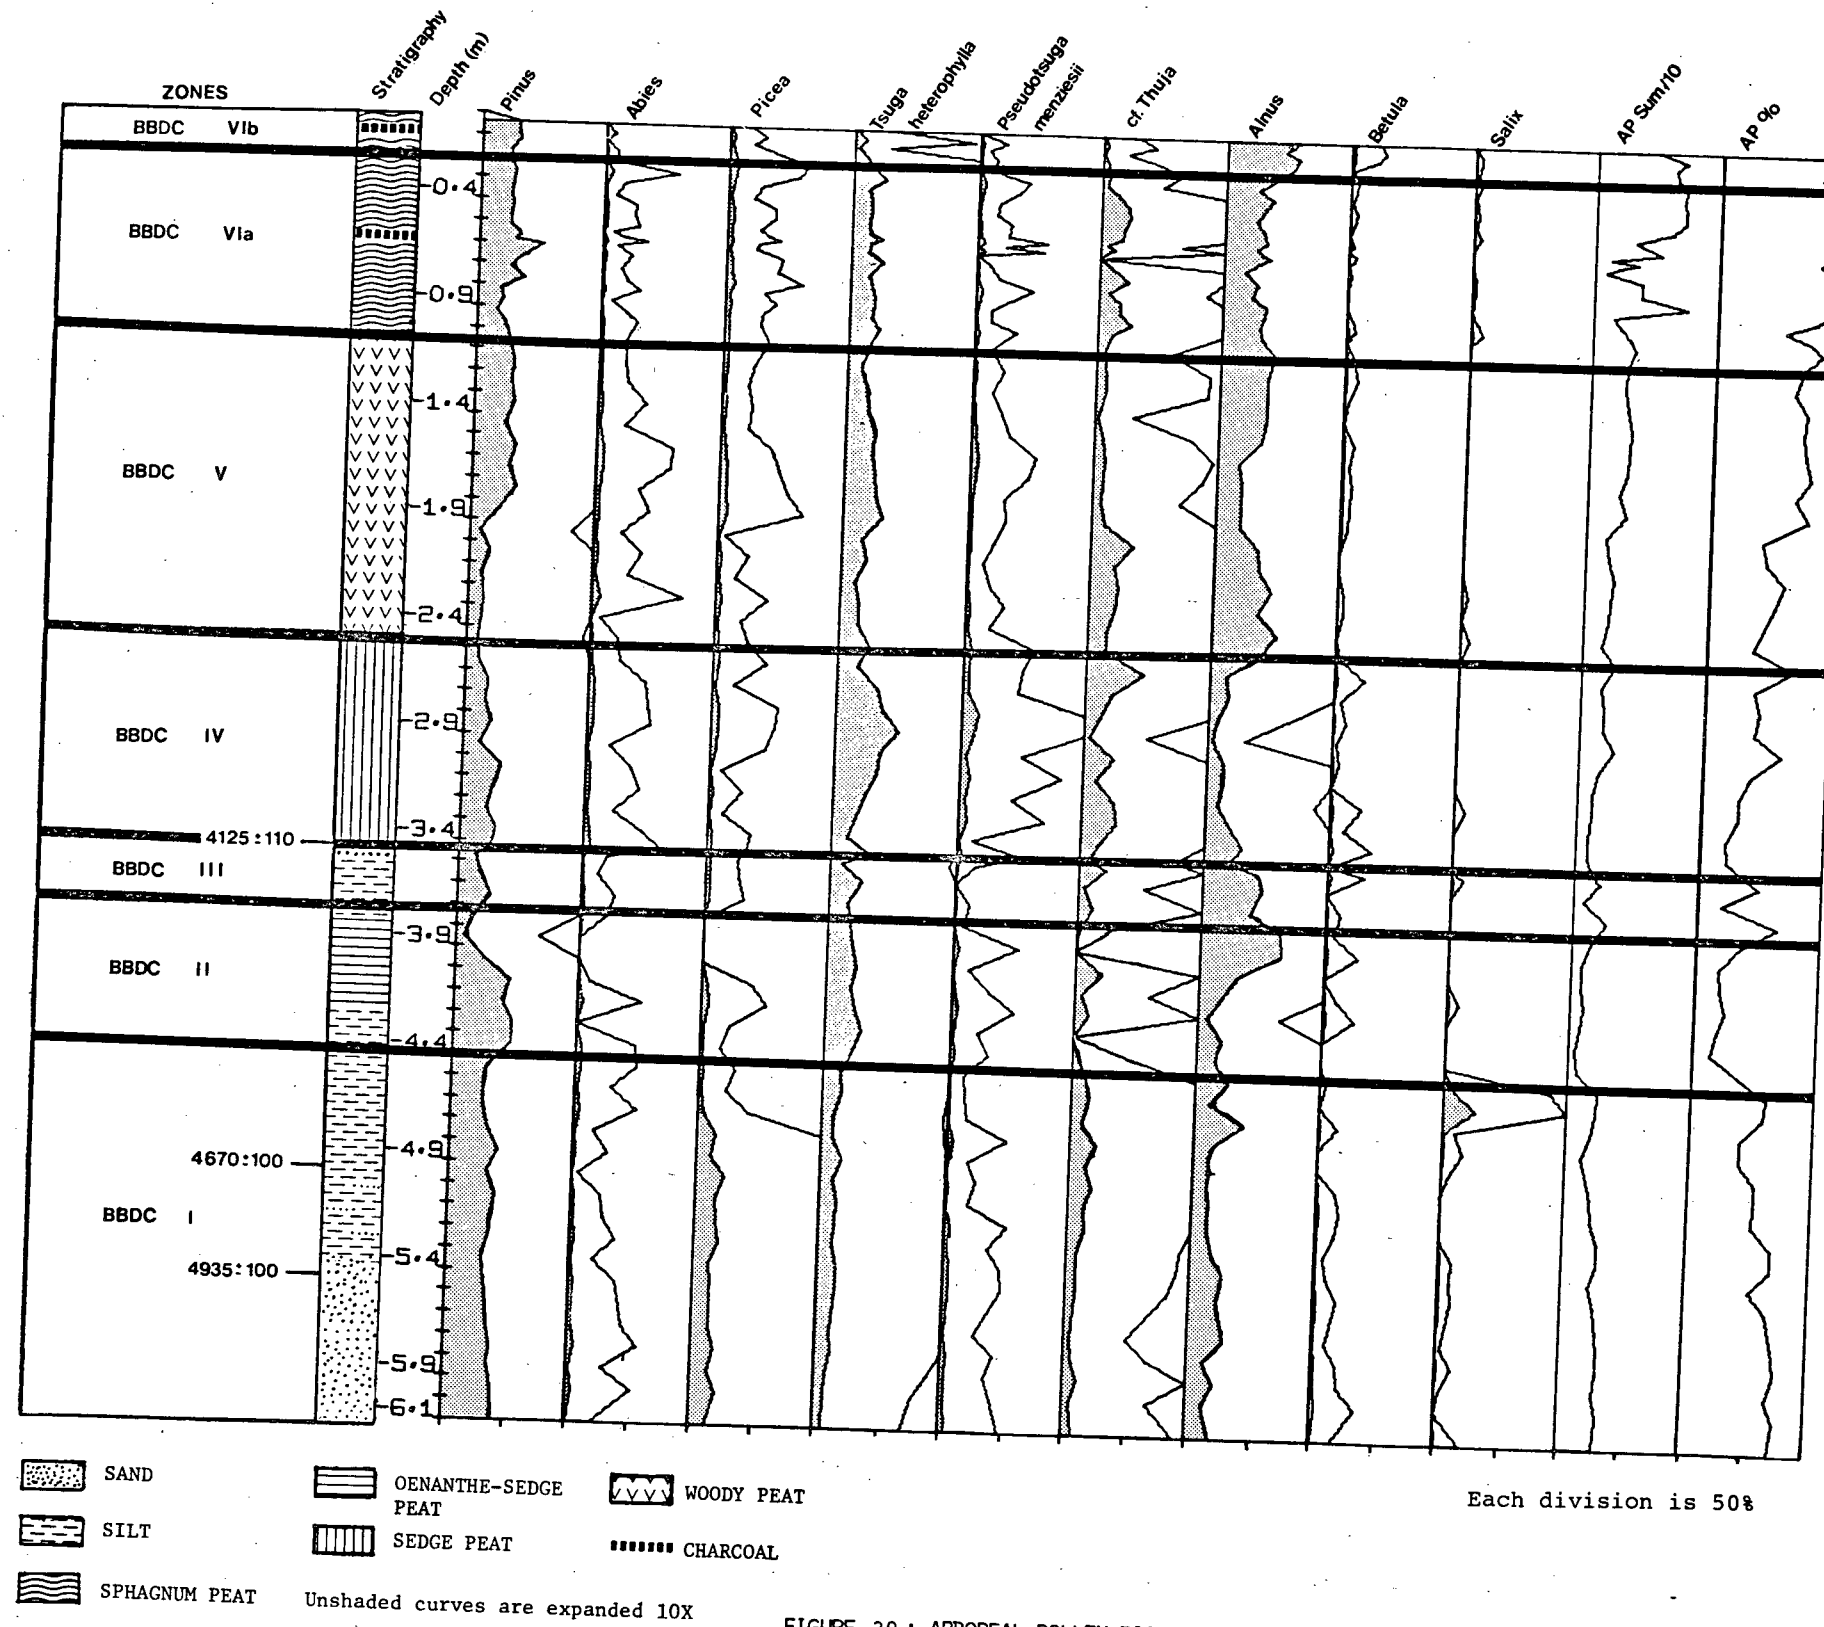 ZONES
Stratigraphy
Depth (m)
Pinus
Abies
Picea
Tsuga
heterophylla
Pseudotsuga
menziesii
cf. Thuja
Alnus
Betula
Salix
AP Sum/10
AP %
BBDC VIb
BBDC VIa
BBDC V
BBDC IV
4125:110
BBDC III
BBDC II
4670:100
BBDC I
4935:100
-0.4
-0.9
-1.4
-1.9
-2.4
-2.9
-3.4
-3.9
-4.4
-4.9
-5.4
-5.9
-6.1
SAND
OENANTHE-SEDGE
PEAT
WOODY PEAT
Each division is 50%
SILT
SEDGE PEAT
CHARCOAL
SPHAGNUM PEAT
Unshaded curves are expanded 10X